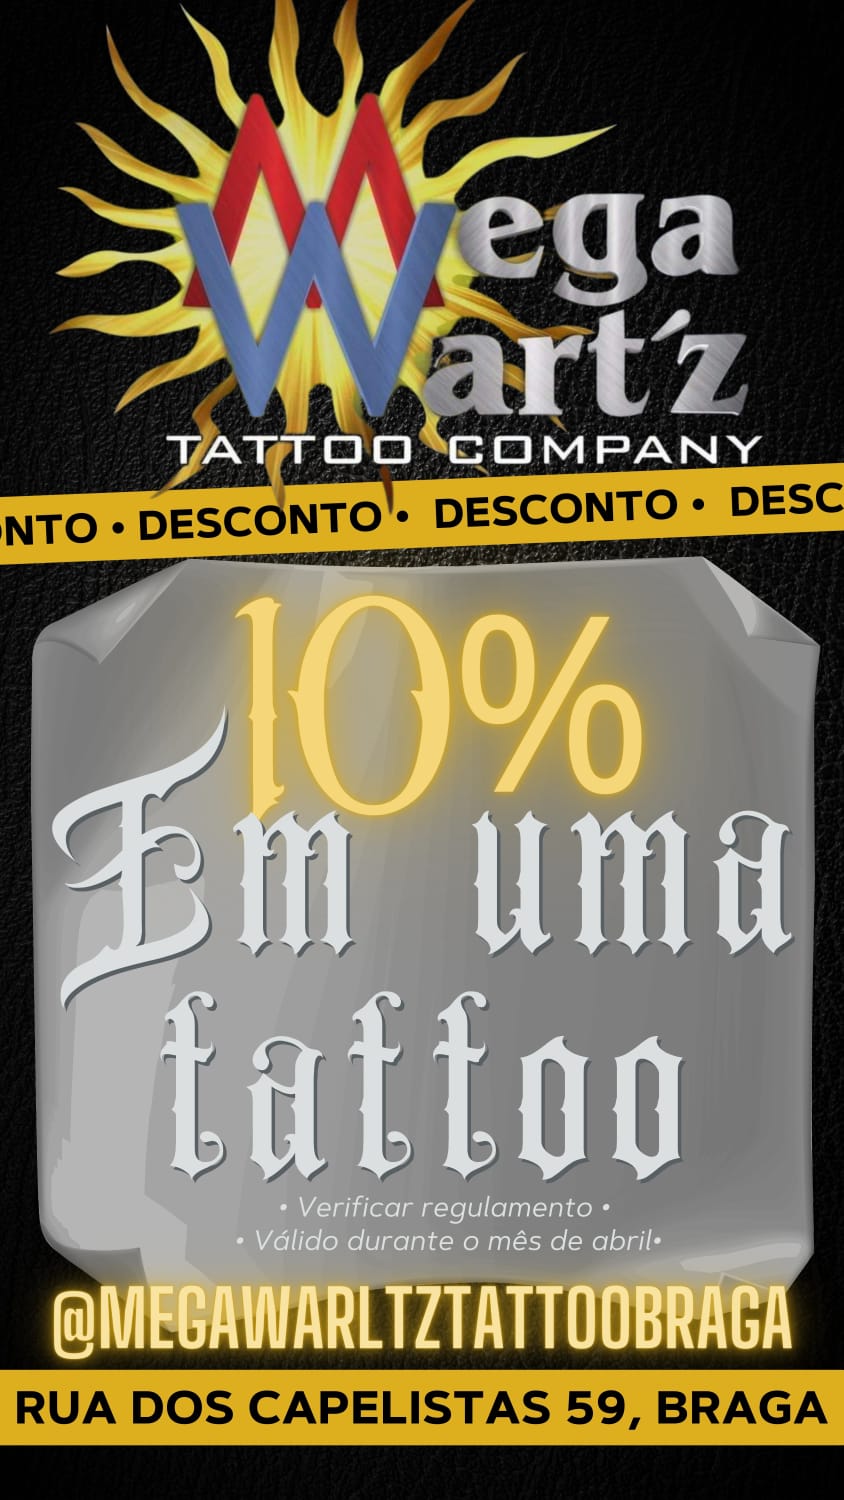 Mega
Wart´z
TATTOO COMPANY
ONTO • DESCONTO • DESCONTO • DESC
10%
Em uma
tattoo
• Verificar regulamento •
• Válido durante o mês de abril•
@MEGAWARLTZTATTOOBRAGA
RUA DOS CAPELISTAS 59, BRAGA